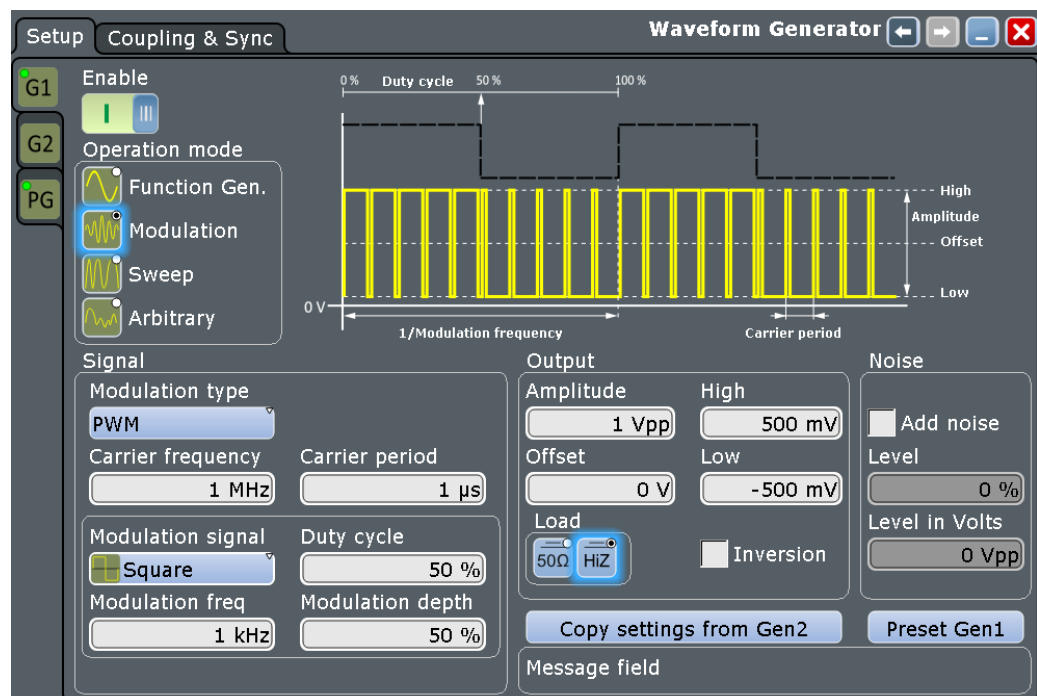 Setup
Coupling & Sync
Waveform Generator
G1
G2
PG
Enable
Operation mode
Function Gen.
Modulation
Sweep
Arbitrary
0 %
Duty cycle
50 %
100 %
High
Amplitude
Offset
Low
0 V
1/Modulation frequency
Carrier period
Signal
Modulation type
PWM
Carrier frequency
Carrier period
1 MHz
1 µs
Modulation signal
Duty cycle
Square
50 %
Modulation freq
Modulation depth
1 kHz
50 %
Output
Amplitude
High
1 Vpp
500 mV
Offset
Low
0 V
-500 mV
Load
50Ω
HiZ
Inversion
Noise
Add noise
Level
0 %
Level in Volts
0 Vpp
Copy settings from Gen2
Preset Gen1
Message field